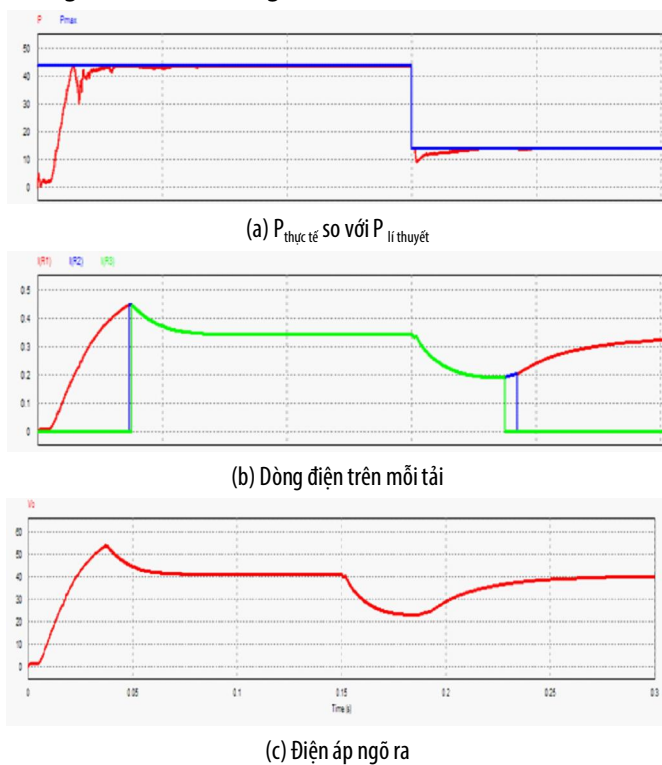 P Pmax
50
40
30
20
10
0
(a) P thực tế so với P lí thuyết
I(R1) I(R2) I(R3)
0.5
0.4
0.3
0.2
0.1
0
(b) Dòng điện trên mỗi tải
Vo
60
50
40
30
20
10
0
0 0.05 0.1 0.15 0.2 0.25 0.3
Time (s)
(c) Điện áp ngõ ra